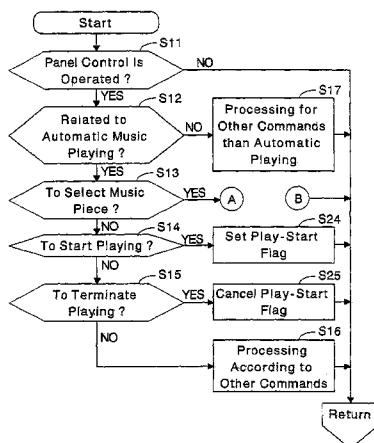 Start
S11
Panel Control Is
Operated ?
NO
YES
S12
Related to
Automatic Music
Playing ?
NO
S17
Processing for
Other Commands
than Automatic
Playing
YES
S13
To Select Music
Piece ?
YES
A
B
NO
S14
To Start Playing ?
YES
S24
Set Play-Start
Flag
NO
S15
To Terminate
Playing ?
YES
S25
Cancel Play-Start
Flag
NO
S16
Processing
According to
Other Commands
Return